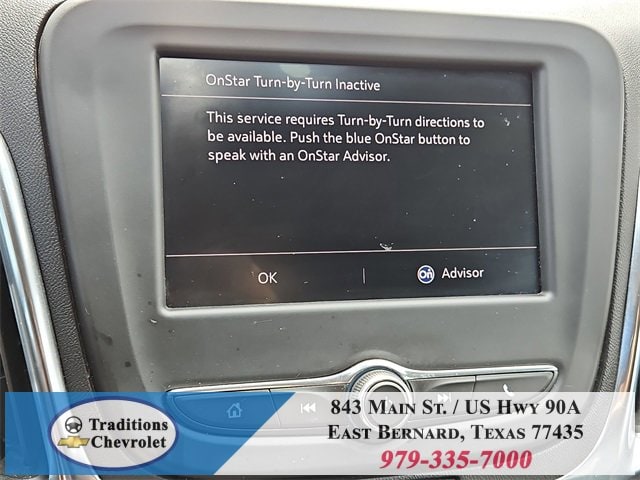 OnStar Turn-by-Turn Inactive
This service requires Turn-by-Turn directions to
be available. Push the blue OnStar button to
speak with an OnStar Advisor.
OK
On Advisor
Traditions
Chevrolet
843 Main St. / US Hwy 90A
East Bernard, Texas 77435
979-335-7000